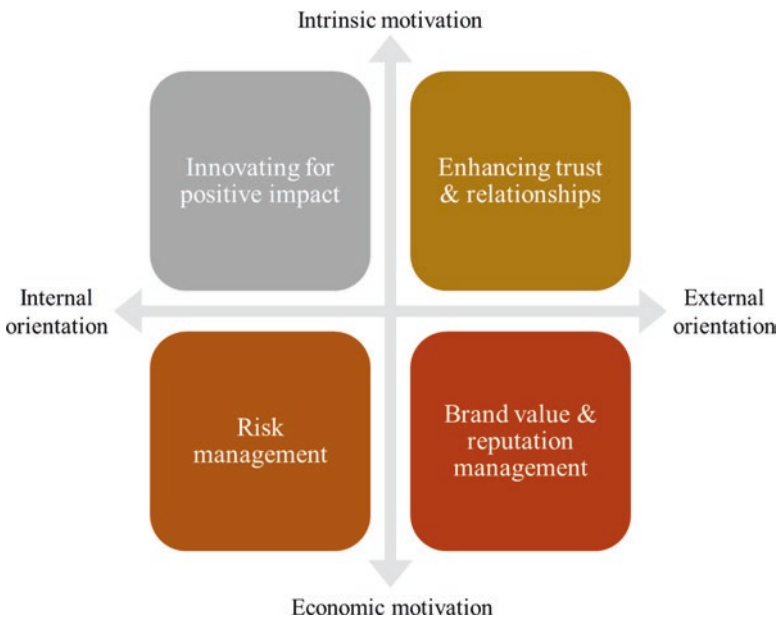 Intrinsic motivation
Innovating for
positive impact
Enhancing trust
& relationships
Internal
orientation
External
orientation
Risk
management
Brand value &
reputation
management
Economic motivation